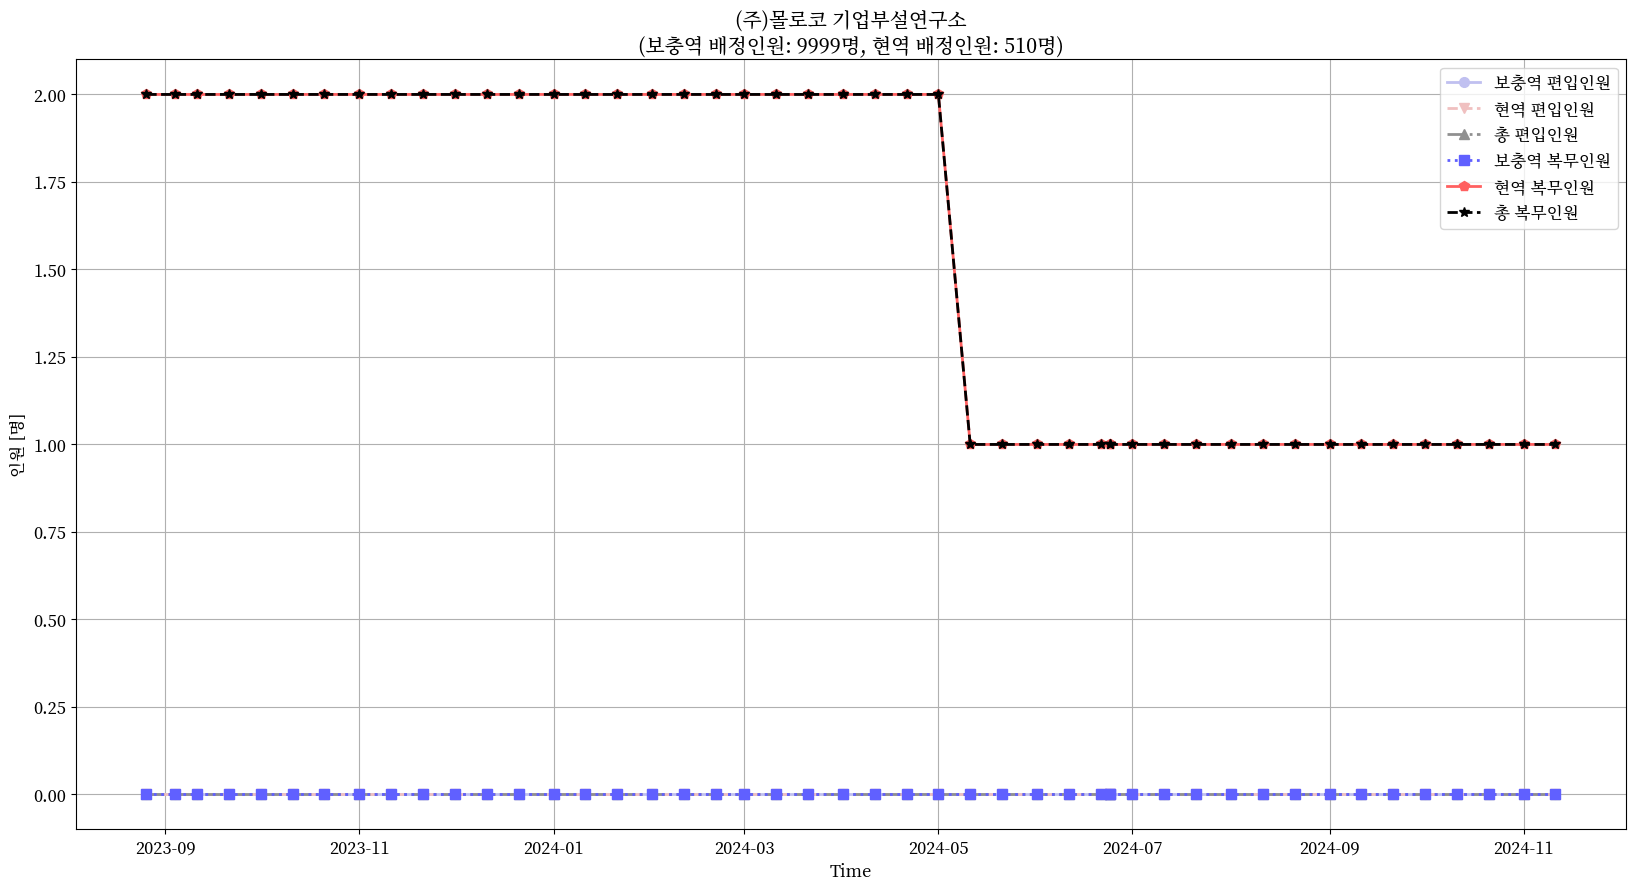 (주)몰로코 기업부설연구소
(보충역 배정인원: 9999명, 현역 배정인원: 510명)
보충역 편입인원
현역 편입인원
총 편입인원
보충역 복무인원
현역 복무인원
총 복무인원
2.00
1.75
1.50
1.25
1.00
0.75
0.50
0.25
0.00
인원 [명]
2023-09
2023-11
2024-01
2024-03
2024-05
2024-07
2024-09
2024-11
Time